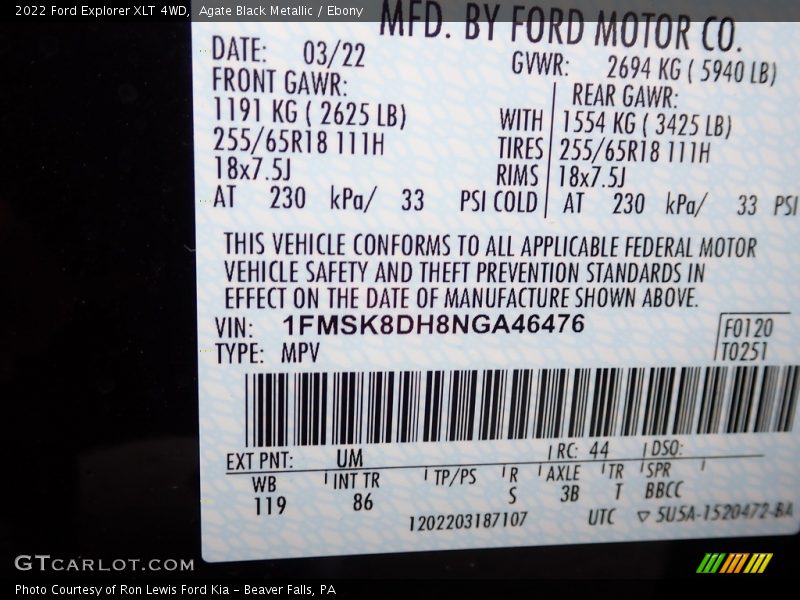 2022 Ford Explorer XLT 4WD, Agate Black Metallic / Ebony
MFD. BY FORD MOTOR CO.
DATE: 03/22 GVWR: 2694 KG ( 5940 LB)
FRONT GAWR: REAR GAWR:
1191 KG ( 2625 LB) WITH 1554 KG ( 3425 LB)
255/65R18 111H TIRES 255/65R18 111H
18x7.5J RIMS 18x7.5J
AT 230 kPa/ 33 PSI COLD AT 230 kPa/ 33 PSI
THIS VEHICLE CONFORMS TO ALL APPLICABLE FEDERAL MOTOR
VEHICLE SAFETY AND THEFT PREVENTION STANDARDS IN
EFFECT ON THE DATE OF MANUFACTURE SHOWN ABOVE.
VIN: 1FMSK8DH8NGA46476 F0120
TYPE: MPV T0251
EXT PNT: UM RC: 44 DSO:
WB INT TR TP/PS R AXLE TR SPR
119 86 S 3B T BBCC
1202203187107 UTC ▽ 5U5A-1520472-BA
GTCARLOT.COM
Photo Courtesy of Ron Lewis Ford Kia - Beaver Falls, PA